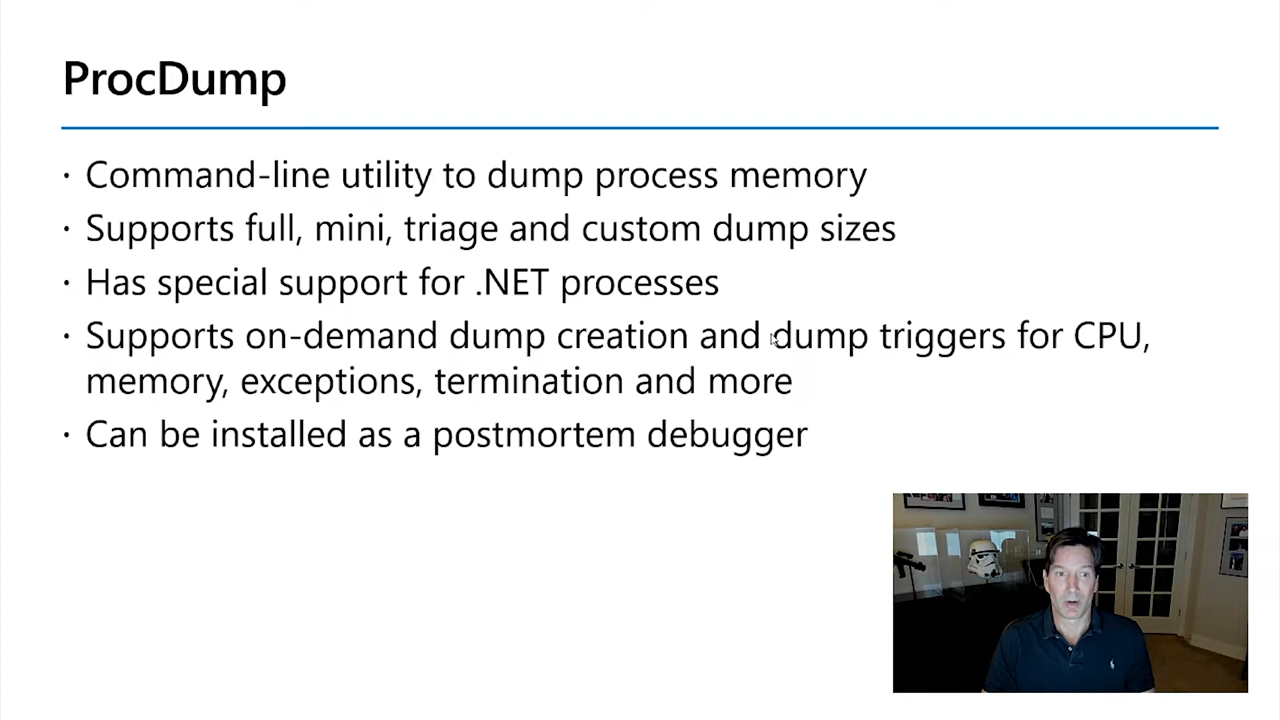 ProcDump
· Command-line utility to dump process memory
· Supports full, mini, triage and custom dump sizes
· Has special support for .NET processes
· Supports on-demand dump creation and dump triggers for CPU,
memory, exceptions, termination and more
· Can be installed as a postmortem debugger